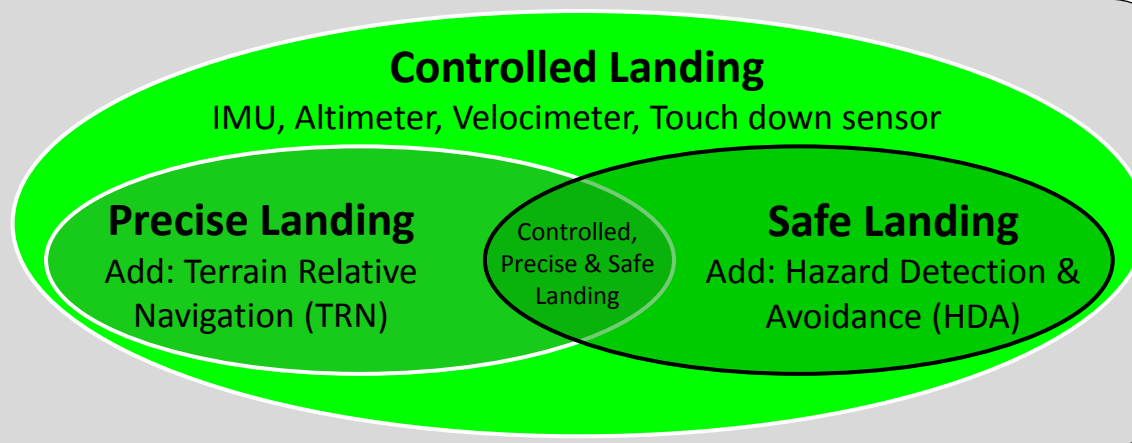 Controlled Landing
IMU, Altimeter, Velocimeter, Touch down sensor
Precise Landing
Add: Terrain Relative
Navigation (TRN)
Controlled,
Precise & Safe
Landing
Safe Landing
Add: Hazard Detection &
Avoidance (HDA)